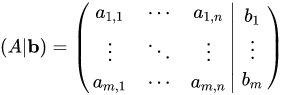 (A|b) = ( a_{1,1} ⋯ a_{1,n} | b_1
⋮ ⋱ ⋮ | ⋮
a_{m,1} ⋯ a_{m,n} | b_m )